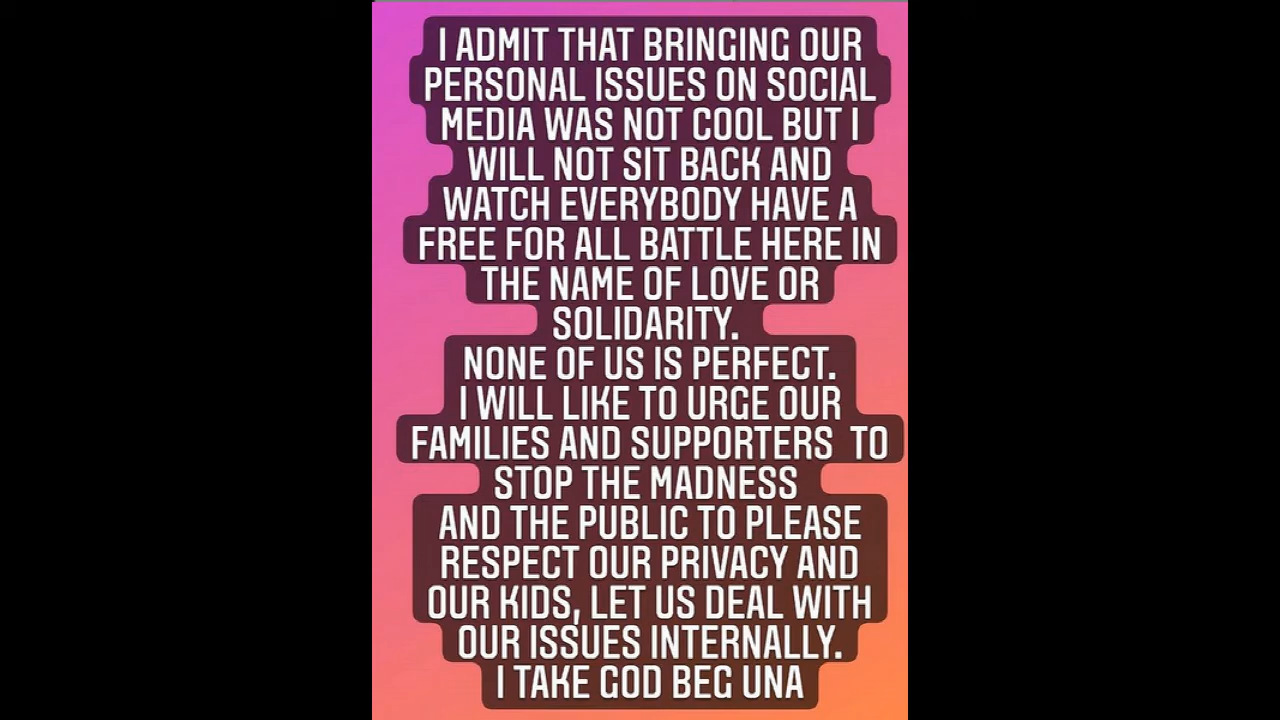 I ADMIT THAT BRINGING OUR
PERSONAL ISSUES ON SOCIAL
MEDIA WAS NOT COOL BUT I
WILL NOT SIT BACK AND
WATCH EVERYBODY HAVE A
FREE FOR ALL BATTLE HERE IN
THE NAME OF LOVE OR
SOLIDARITY.
NONE OF US IS PERFECT.
I WILL LIKE TO URGE OUR
FAMILIES AND SUPPORTERS TO
STOP THE MADNESS
AND THE PUBLIC TO PLEASE
RESPECT OUR PRIVACY AND
OUR KIDS, LET US DEAL WITH
OUR ISSUES INTERNALLY.
I TAKE GOD BEG UNA